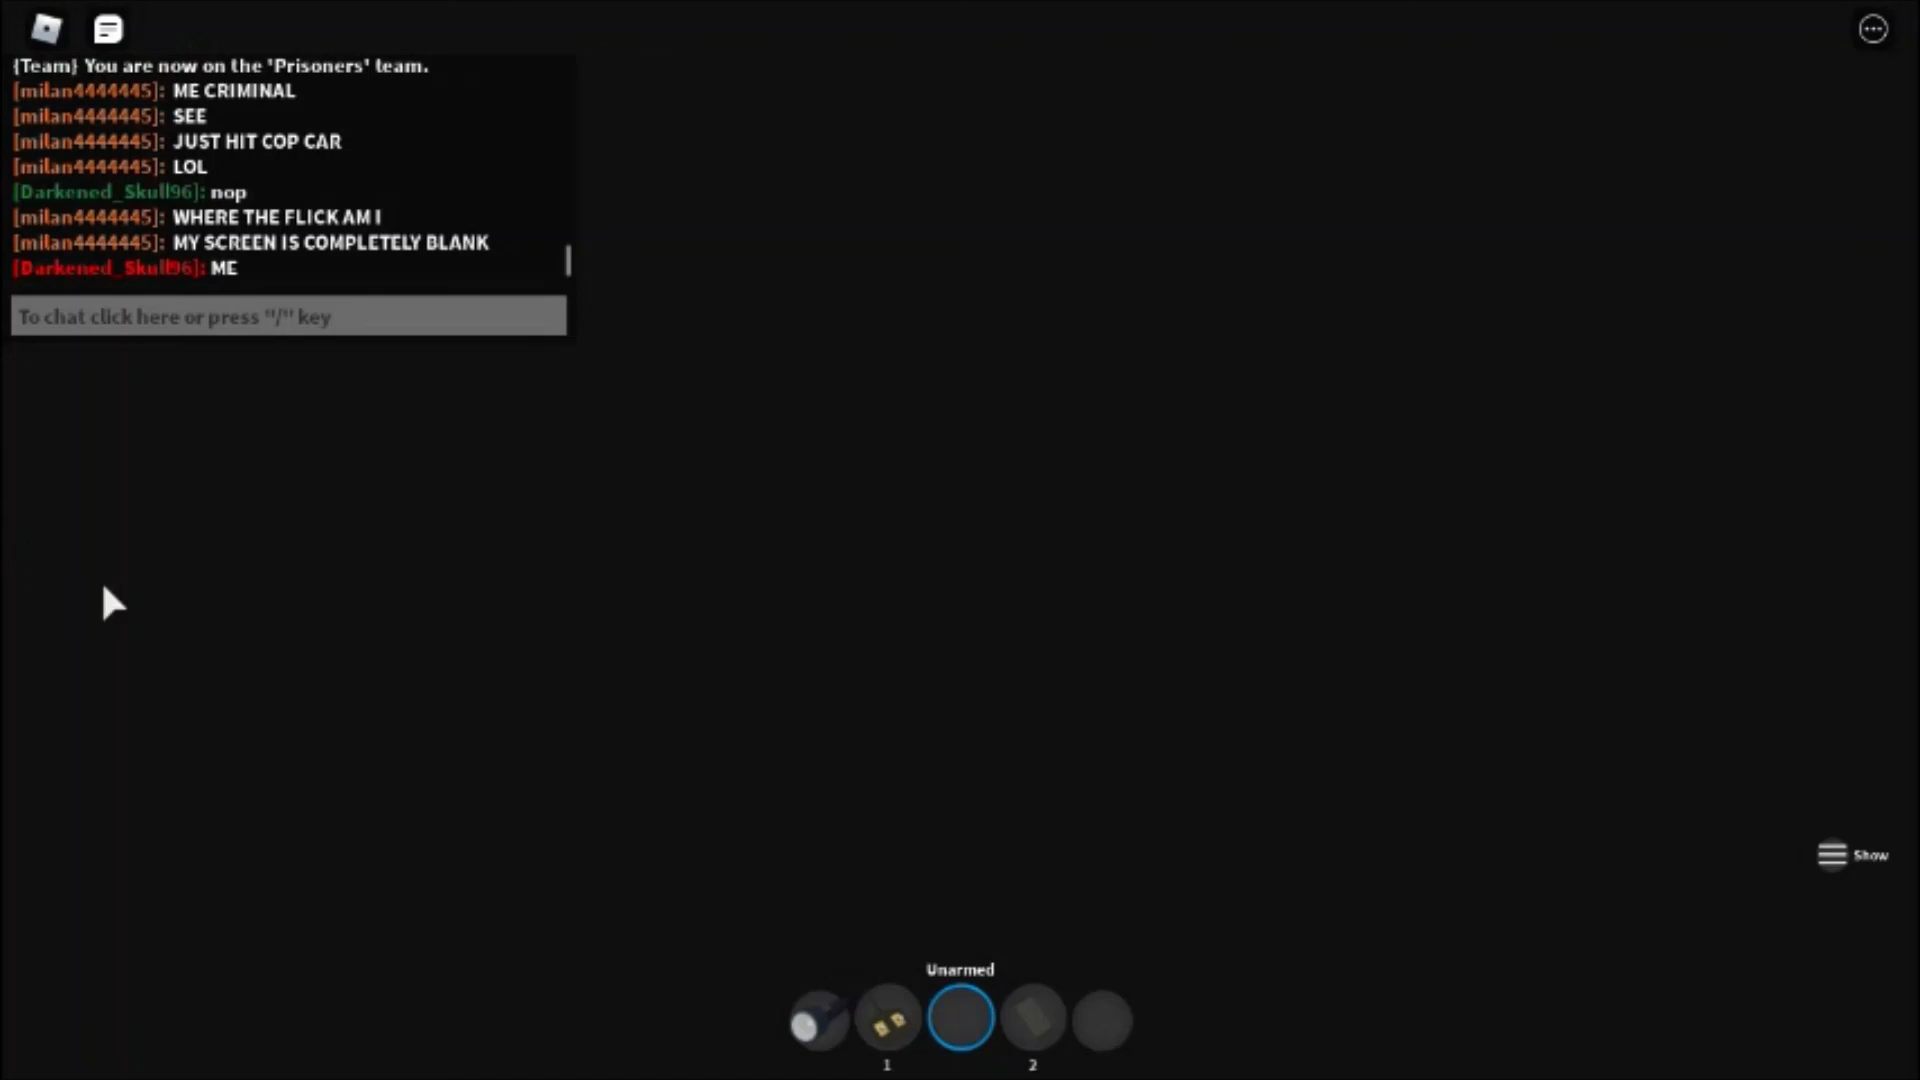 {Team} You are now on the 'Prisoners' team.
[milan4444445]: ME CRIMINAL
[milan4444445]: SEE
[milan4444445]: JUST HIT COP CAR
[milan4444445]: LOL
[Darkened_Skull96]: nop
[milan4444445]: WHERE THE FLICK AM I
[milan4444445]: MY SCREEN IS COMPLETELY BLANK
[Darkened_Skull96]: ME
To chat click here or press "/" key
Show
Unarmed
1
2